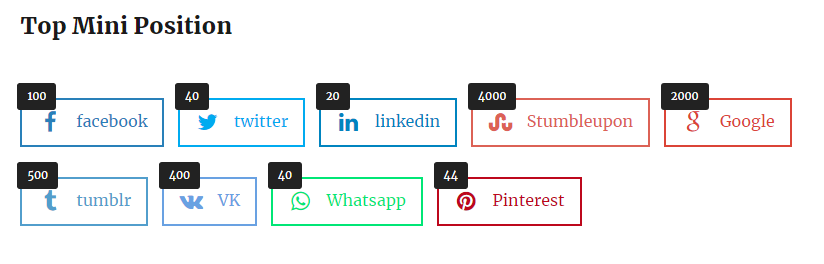 Top Mini Position
100 40 20 4000 2000
facebook twitter linkedin Stumbleupon Google
500 400 40 44
tumblr VK Whatsapp Pinterest